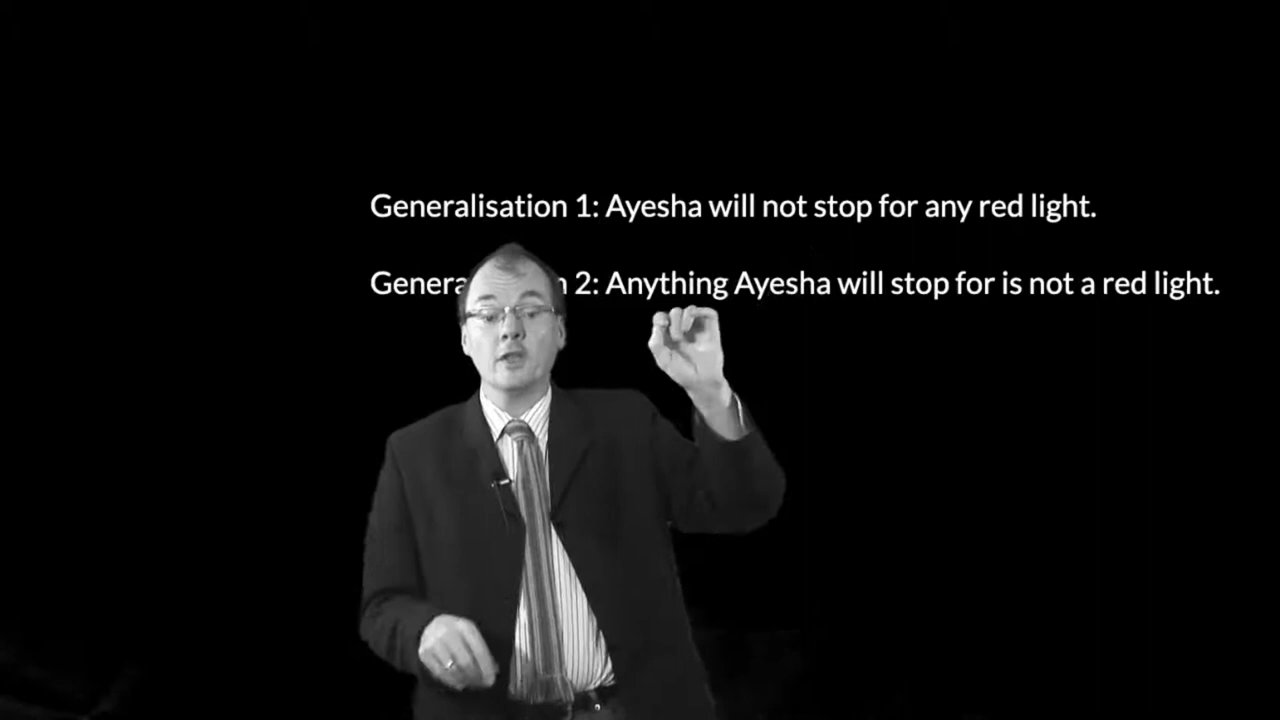 Generalisation 1: Ayesha will not stop for any red light.
Genera n 2: Anything Ayesha will stop for is not a red light.